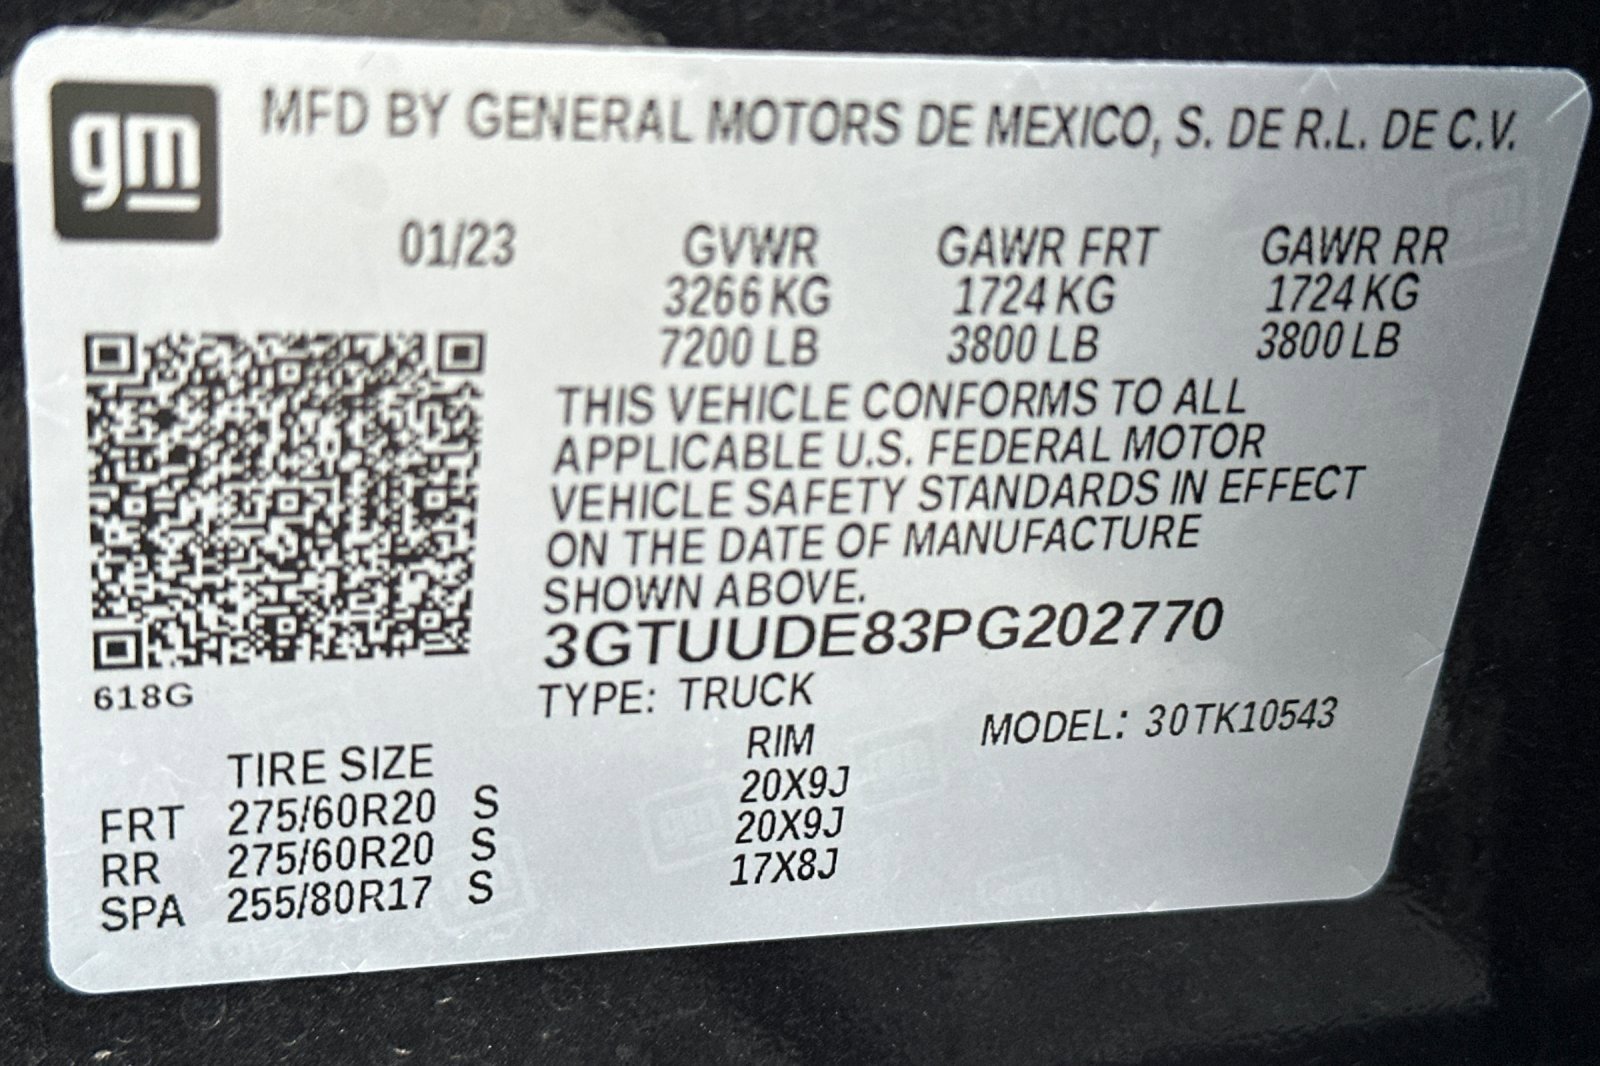 gm
MFD BY GENERAL MOTORS DE MEXICO, S. DE R.L. DE C.V.
01/23 GVWR GAWR FRT GAWR RR
3266 KG 1724 KG 1724 KG
7200 LB 3800 LB 3800 LB
THIS VEHICLE CONFORMS TO ALL
APPLICABLE U.S. FEDERAL MOTOR
VEHICLE SAFETY STANDARDS IN EFFECT
ON THE DATE OF MANUFACTURE
SHOWN ABOVE.
3GTUUDE83PG202770
618G
TYPE: TRUCK MODEL: 30TK10543
TIRE SIZE RIM
FRT 275/60R20 S 20X9J
RR 275/60R20 S 20X9J
SPA 255/80R17 S 17X8J